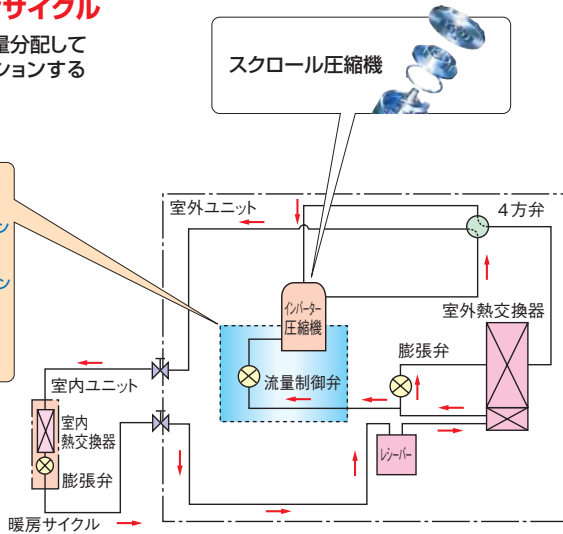 サイクル
量分配して
ションする
スクロール圧縮機
ン
ン
室外ユニット
4方弁
インバーター
圧縮機
室外熱交換器
膨張弁
流量制御弁
室内ユニット
室内
熱交換器
膨張弁
レシーバー
暖房サイクル